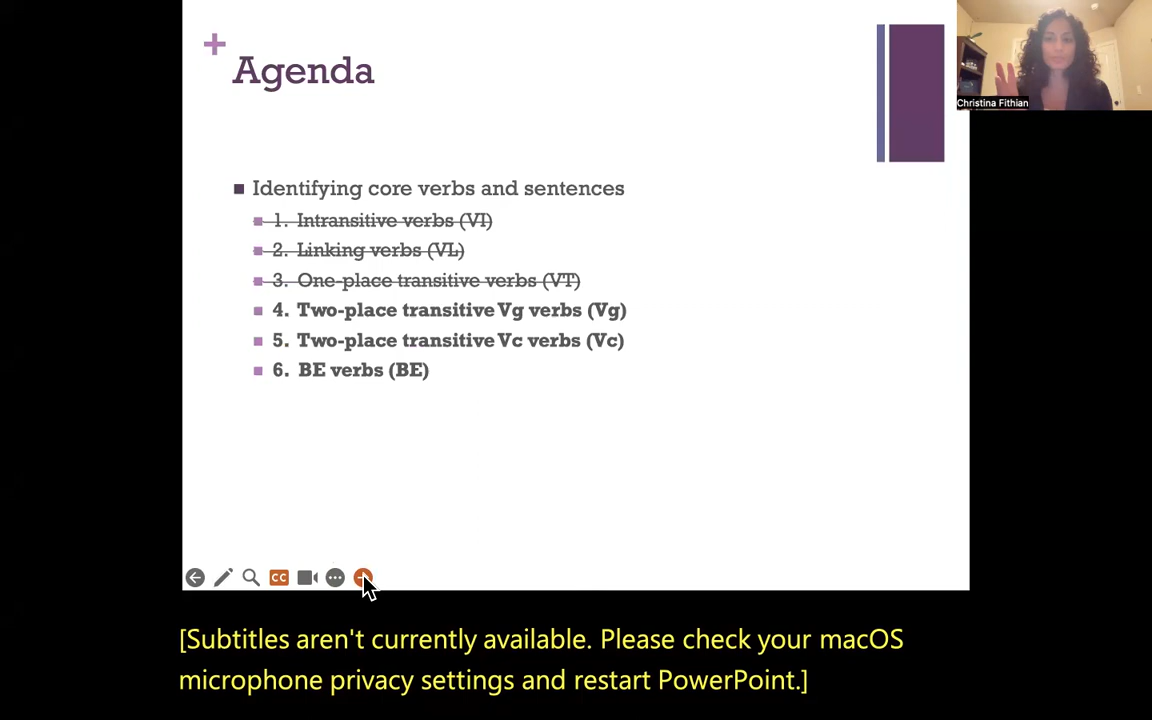 +
Agenda
Christina Fithian
Identifying core verbs and sentences
1. Intransitive verbs (VI)
2. Linking verbs (VL)
3. One-place transitive verbs (VT)
4. Two-place transitive Vg verbs (Vg)
5. Two-place transitive Vc verbs (Vc)
6. BE verbs (BE)
CC
[Subtitles aren't currently available. Please check your macOS
microphone privacy settings and restart PowerPoint.]